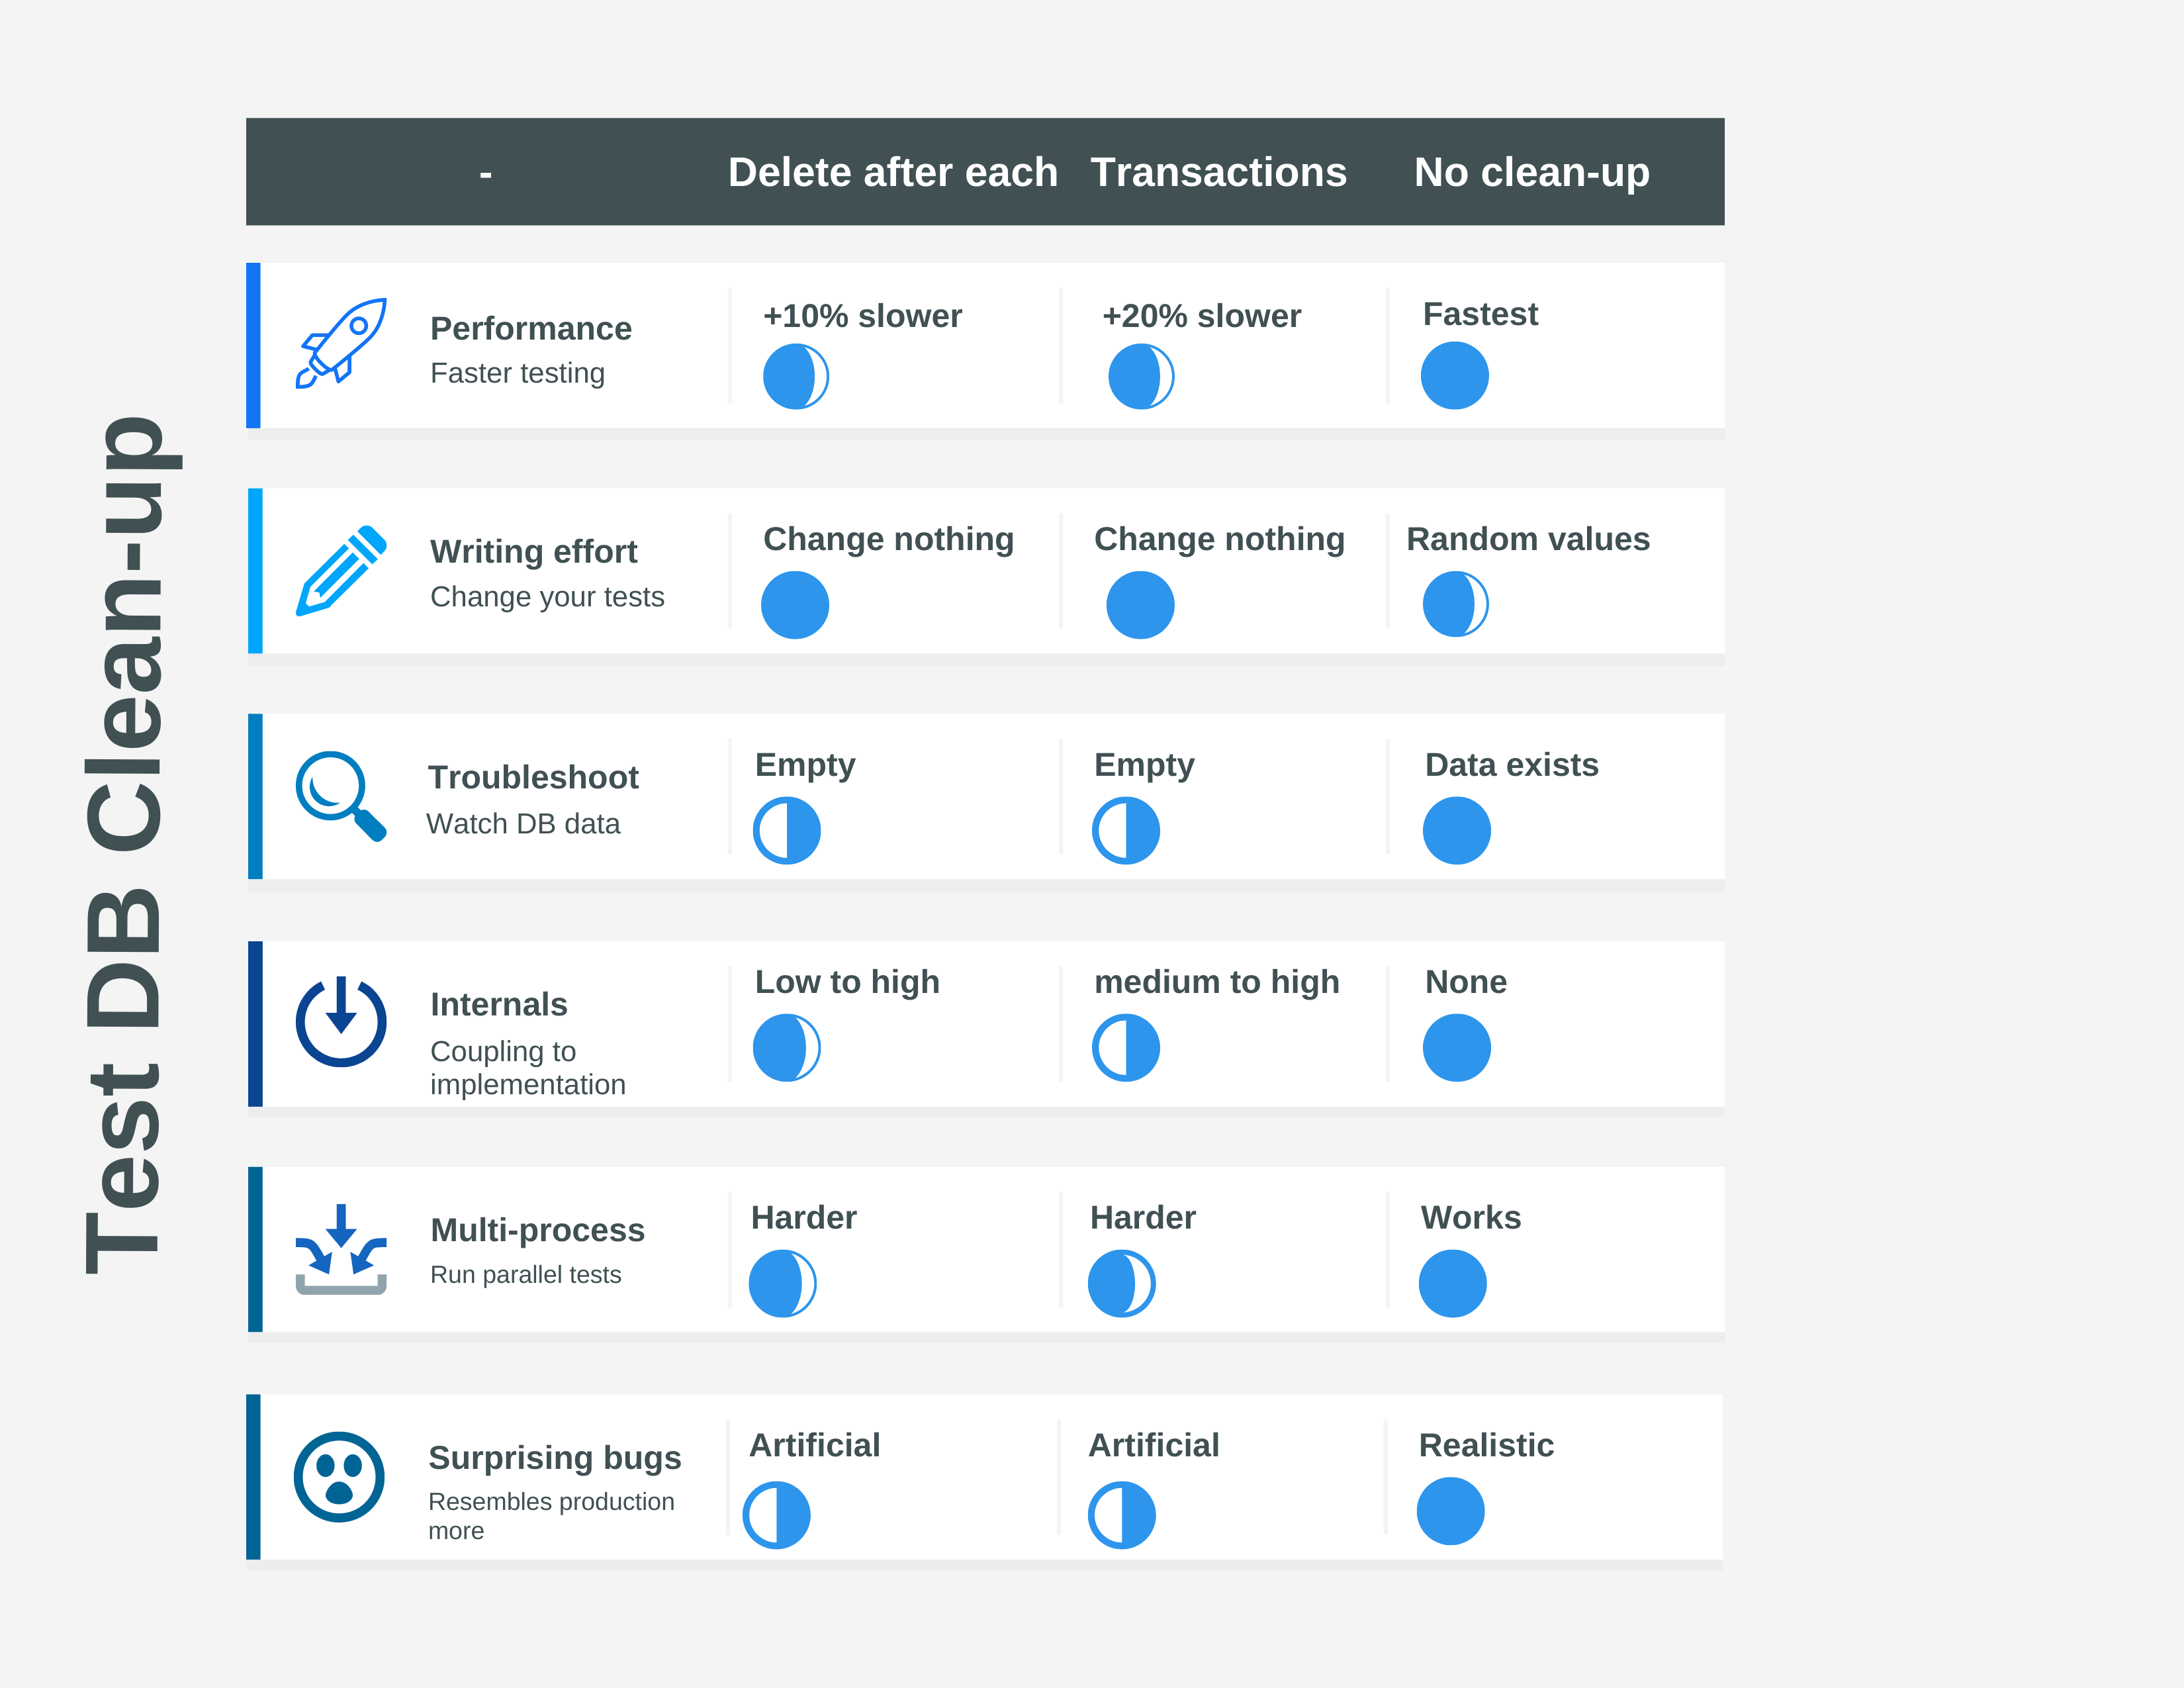 Test DB Clean-up
- Delete after each Transactions No clean-up
Performance
Faster testing
+10% slower
+20% slower
Fastest
Writing effort
Change your tests
Change nothing
Change nothing
Random values
Troubleshoot
Watch DB data
Empty
Empty
Data exists
Internals
Coupling to
implementation
Low to high
medium to high
None
Multi-process
Run parallel tests
Harder
Harder
Works
Surprising bugs
Resembles production
more
Artificial
Artificial
Realistic